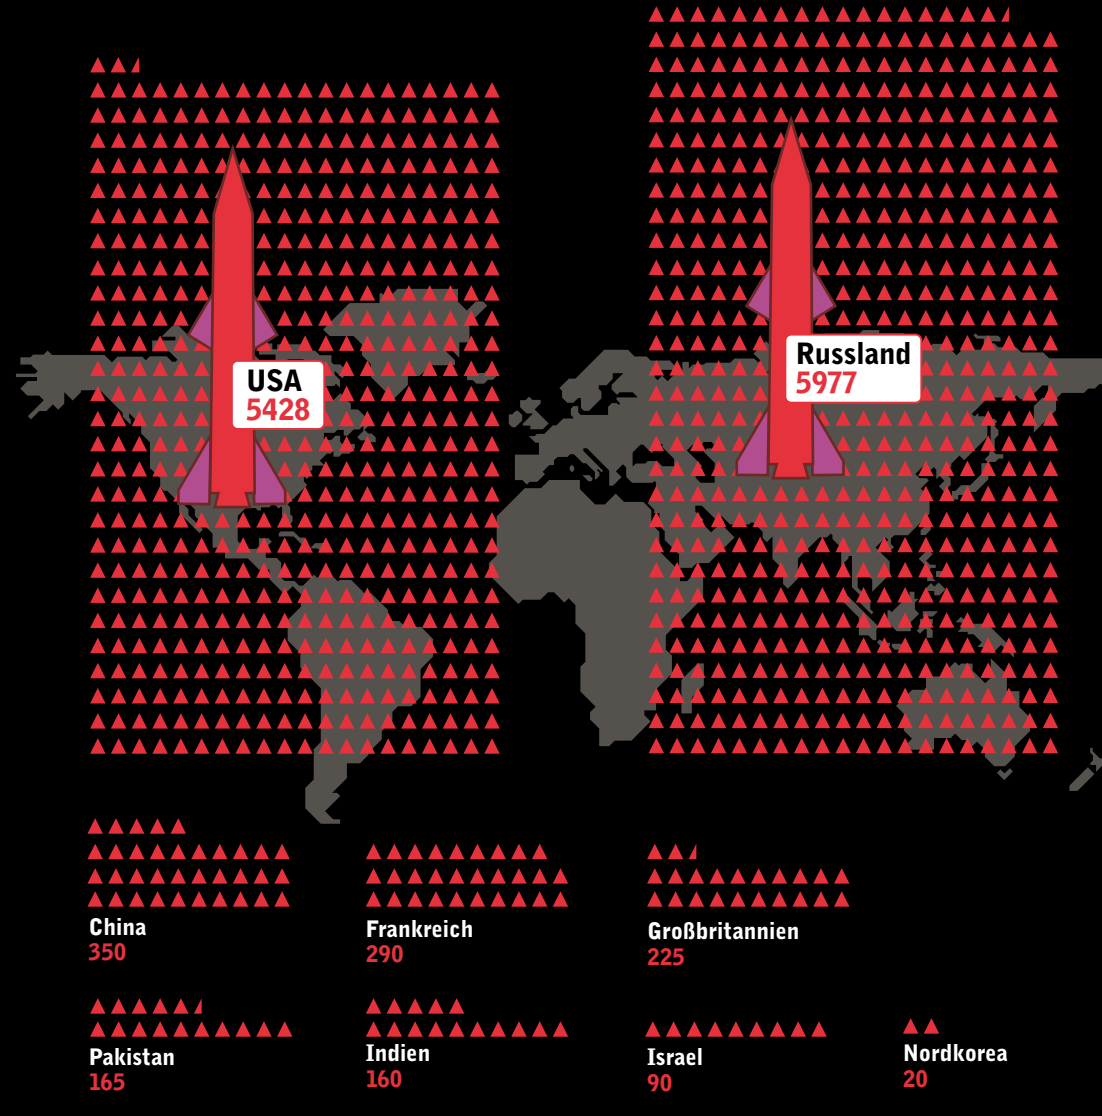 USA
5428
Russland
5977
China
350
Frankreich
290
Großbritannien
225
Pakistan
165
Indien
160
Israel
90
Nordkorea
20